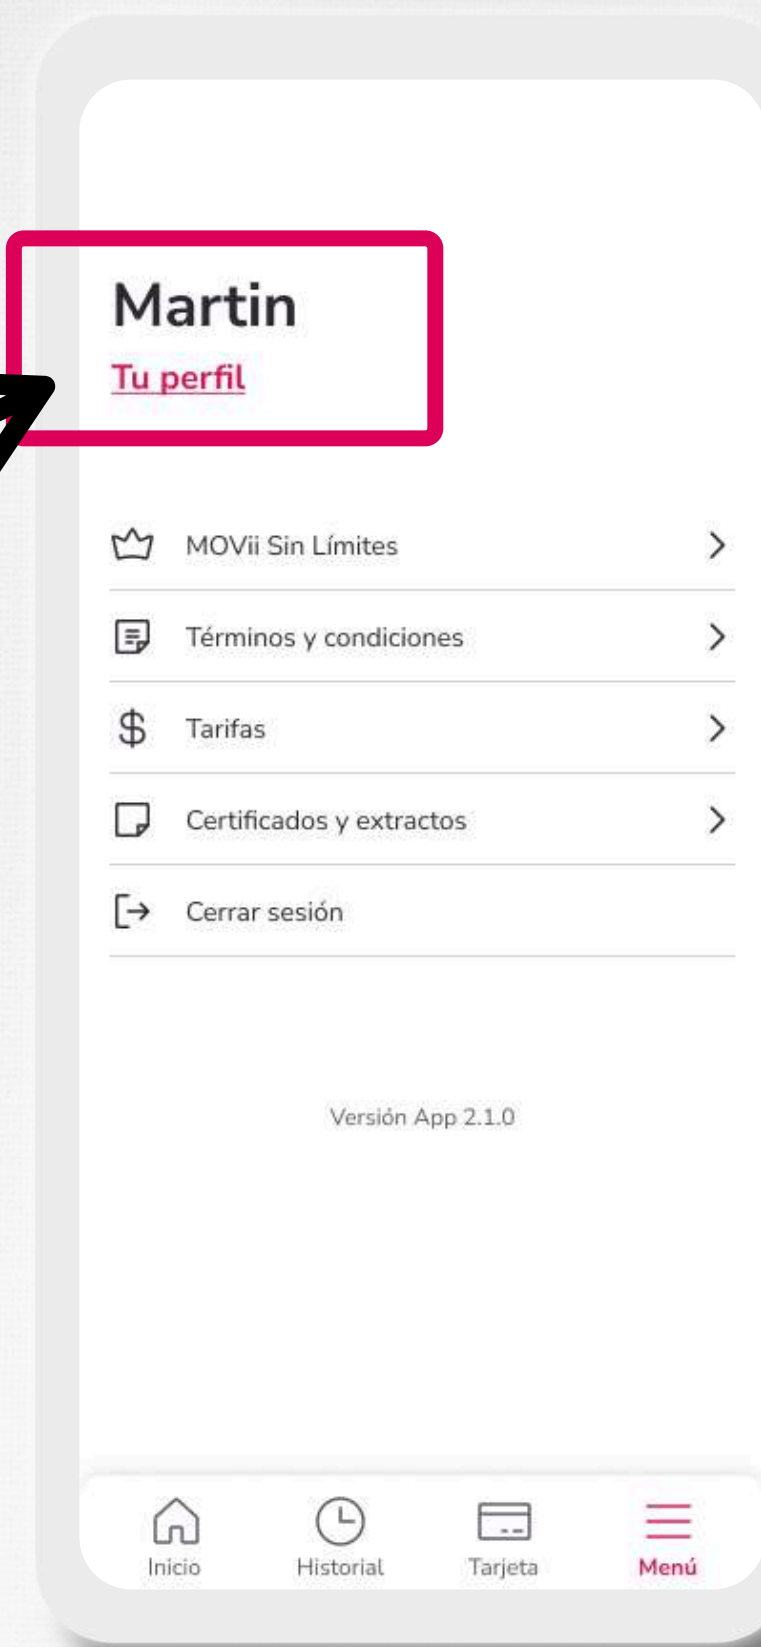 Martin
Tu perfil
MOVii Sin Límites
Términos y condiciones
Tarifas
Certificados y extractos
Cerrar sesión
Versión App 2.1.0
Inicio Historial Tarjeta Menú